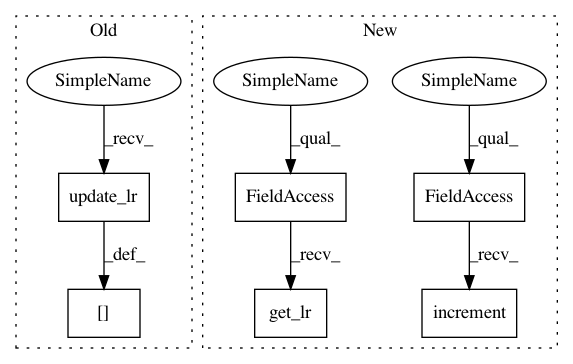 Old
New
SimpleName
SimpleName
SimpleName
_recv_
_qual_
_qual_
update_lr
FieldAccess
FieldAccess
_def_
_recv_
_recv_
[]
get_lr
increment